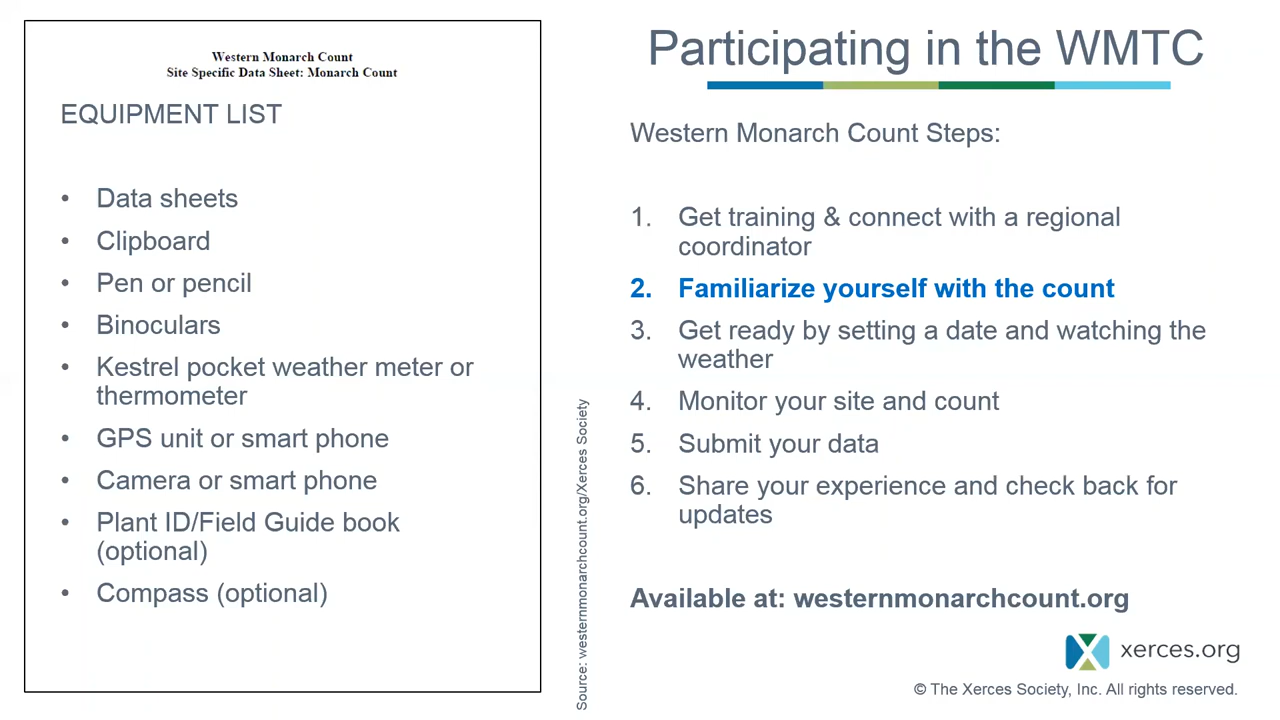 Western Monarch Count
Site Specific Data Sheet: Monarch Count
EQUIPMENT LIST
• Data sheets
• Clipboard
• Pen or pencil
• Binoculars
• Kestrel pocket weather meter or
thermometer
• GPS unit or smart phone
• Camera or smart phone
• Plant ID/Field Guide book
(optional)
• Compass (optional)
Source: westernmonarchcount.org/Xerces Society
Participating in the WMTC
Western Monarch Count Steps:
1. Get training & connect with a regional
coordinator
2. Familiarize yourself with the count
3. Get ready by setting a date and watching the
weather
4. Monitor your site and count
5. Submit your data
6. Share your experience and check back for
updates
Available at: westernmonarchcount.org
xerces.org
© The Xerces Society, Inc. All rights reserved.